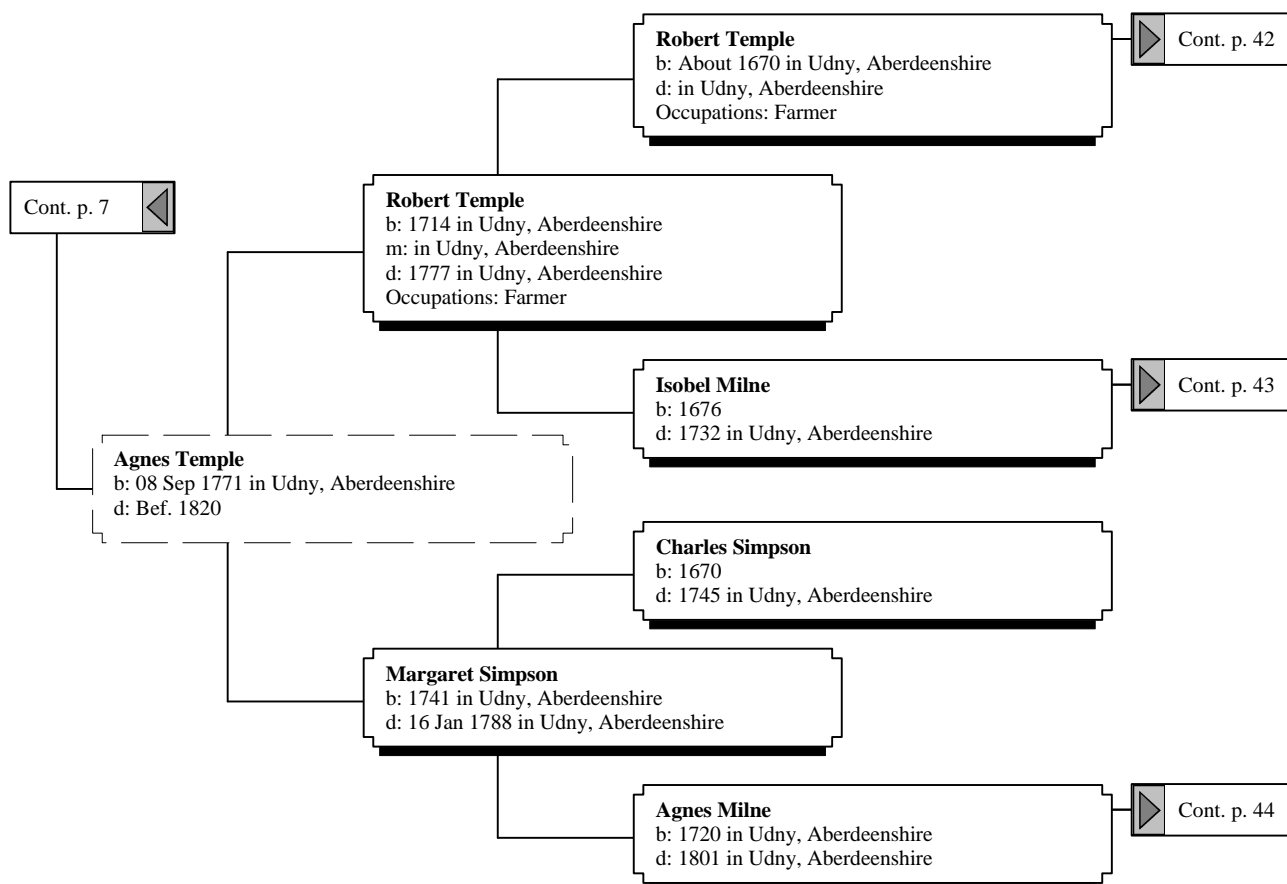 Robert Temple
b: About 1670 in Udny, Aberdeenshire
d: in Udny, Aberdeenshire
Occupations: Farmer
Cont. p. 42
Cont. p. 7
Robert Temple
b: 1714 in Udny, Aberdeenshire
m: in Udny, Aberdeenshire
d: 1777 in Udny, Aberdeenshire
Occupations: Farmer
Isobel Milne
b: 1676
d: 1732 in Udny, Aberdeenshire
Cont. p. 43
Agnes Temple
b: 08 Sep 1771 in Udny, Aberdeenshire
d: Bef. 1820
Charles Simpson
b: 1670
d: 1745 in Udny, Aberdeenshire
Margaret Simpson
b: 1741 in Udny, Aberdeenshire
d: 16 Jan 1788 in Udny, Aberdeenshire
Agnes Milne
b: 1720 in Udny, Aberdeenshire
d: 1801 in Udny, Aberdeenshire
Cont. p. 44